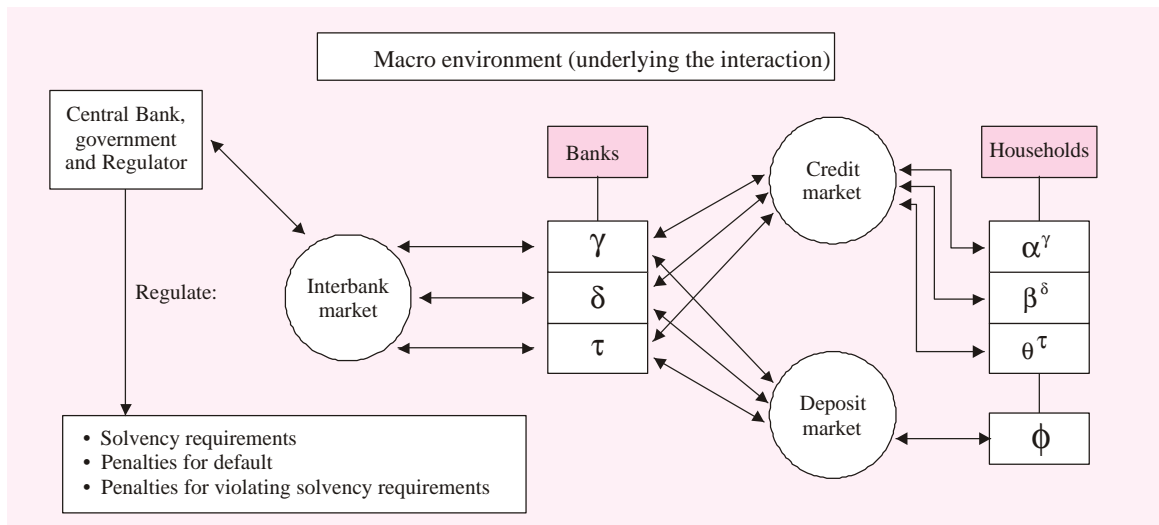 Macro environment (underlying the interaction)
Central Bank,
government
and Regulator
Regulate:
• Solvency requirements
• Penalties for default
• Penalties for violating solvency requirements
Interbank
market
Banks
γ
δ
τ
Credit
market
Deposit
market
Households
α^γ
β^δ
θ^τ
ϕ